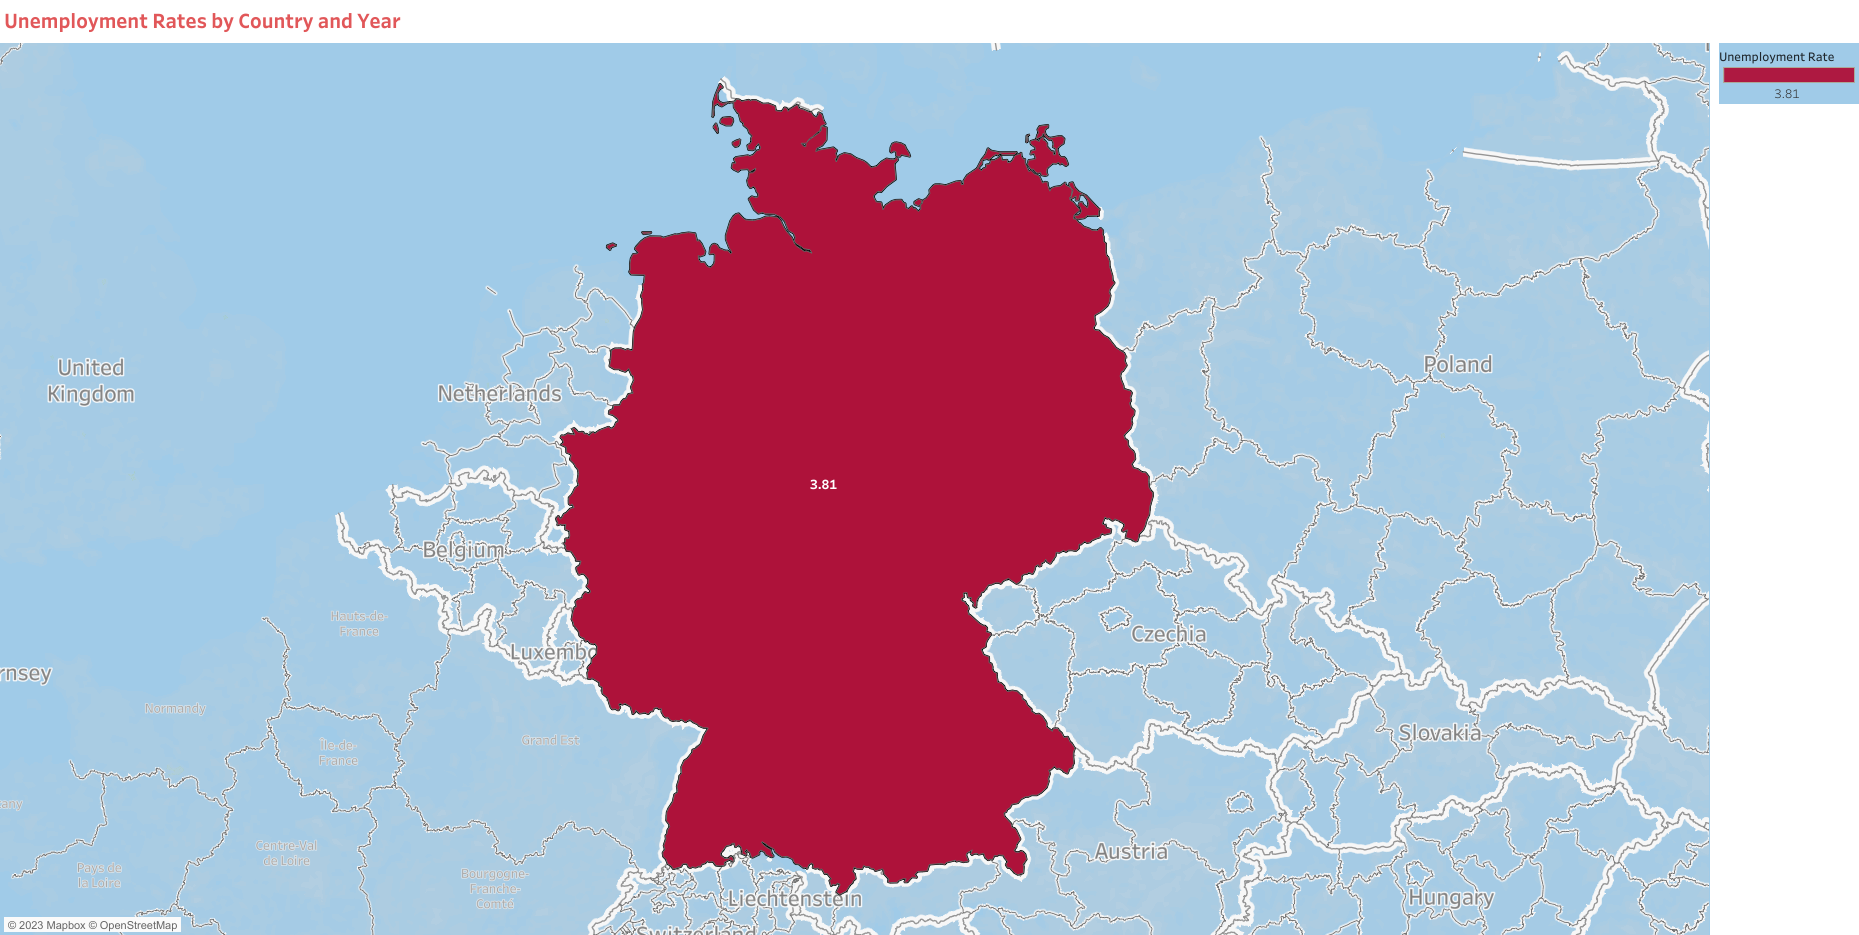 Unemployment Rates by Country and Year
Unemployment Rate
3.81
United
Kingdom
Netherlands
Poland
3.81
Belgium
Hauts-de-
France
Luxembo
Czechia
rnsey
Normandy
Île-de-
France
Grand Est
Slovakia
any
Centre-Val
de Loire
Pays de
la Loire
Bourgogne-
Franche-
Comté
Austria
Liechtenstein
Hungary
Switzerland
© 2023 Mapbox © OpenStreetMap